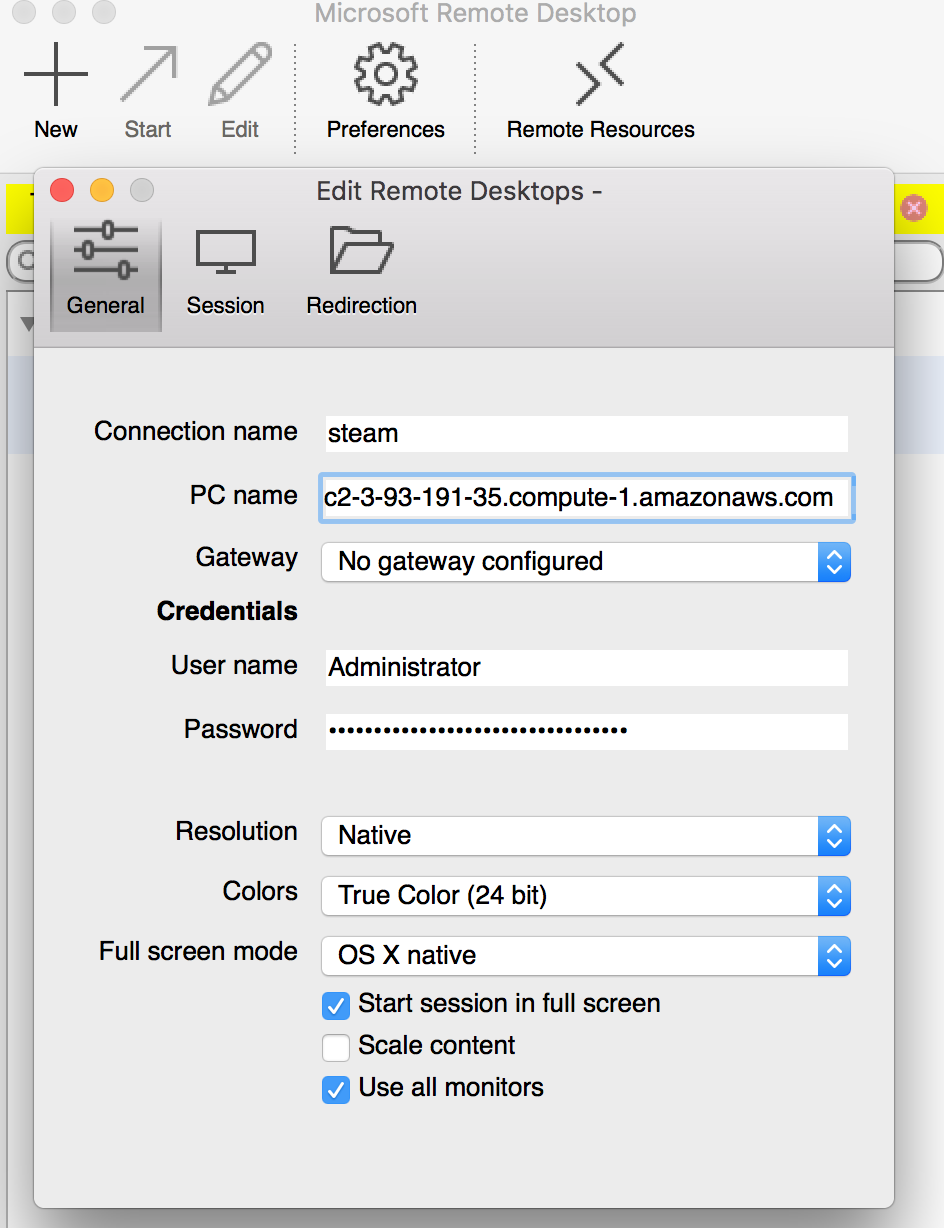 Microsoft Remote Desktop
New Start Edit Preferences Remote Resources
Edit Remote Desktops -
General Session Redirection
Connection name steam
PC name c2-3-93-191-35.compute-1.amazonaws.com
Gateway No gateway configured
Credentials
User name Administrator
Password •••••••••••••••••••••••••••••••••
Resolution Native
Colors True Color (24 bit)
Full screen mode OS X native
Start session in full screen
Scale content
Use all monitors